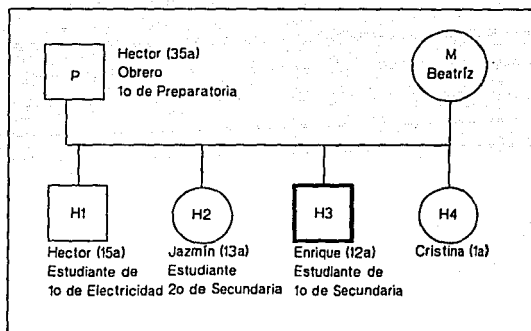 P
Hector (35a)
Obrero
1o de Preparatoria
M
Beatríz
H1
Hector (15a)
Estudiante de
1o de Electricidad
H2
Jazmín (13a)
Estudiante
2o de Secundaria
H3
Enrique (12a)
Estudiante de
1o de Secundaria
H4
Cristina (1a)